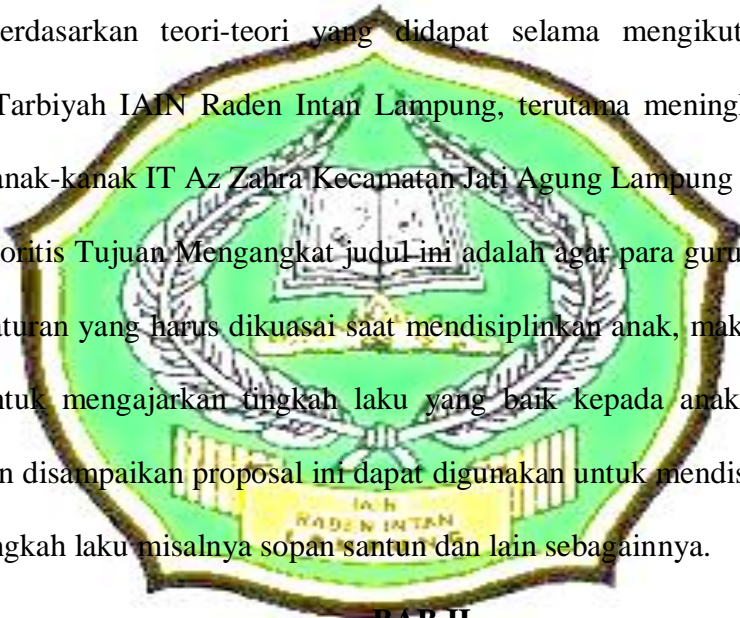 erdasarkan teori-teori yang didapat selama mengikut
Tarbiyah IAIN Raden Intan Lampung, terutama mening
anak-kanak IT Az Zahra Kecamatan Jati Agung Lampung
oritis Tujuan Mengangkat judul ini adalah agar para guru
aturan yang harus dikuasai saat mendisiplinkan anak, mak
ntuk mengajarkan tingkah laku yang baik kepada anak
n disampaikan proposal ini dapat digunakan untuk mendis
IAIN
RADEN INTAN
LAMPUNG
ngkah laku misalnya sopan santun dan lain sebagainnya.
BAB II